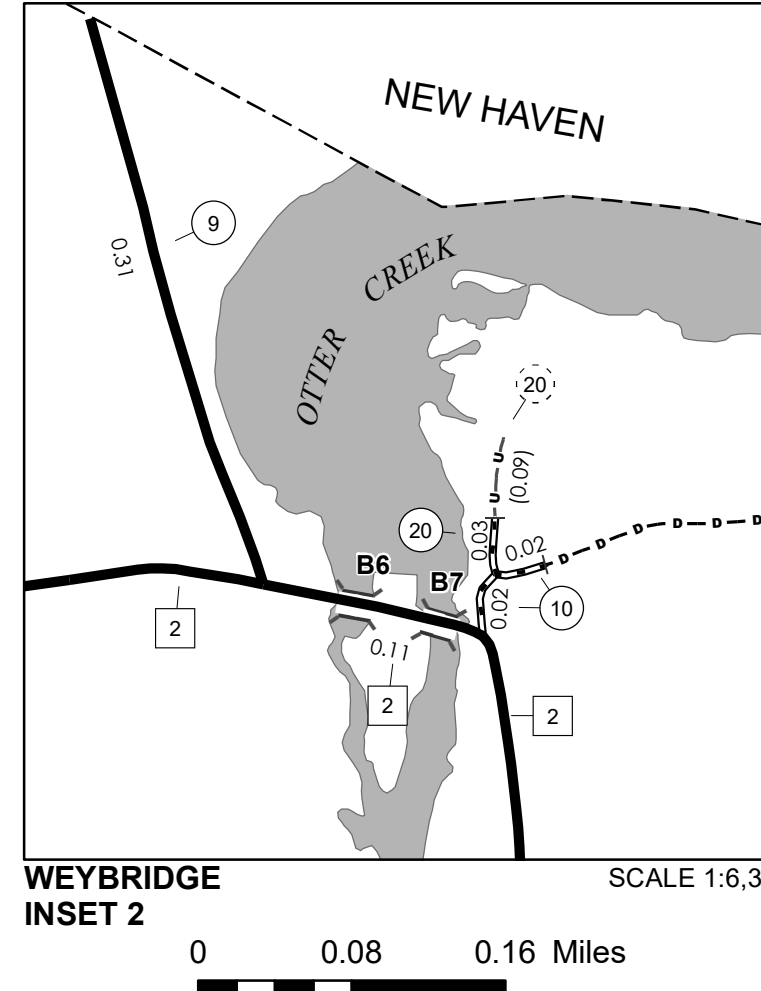 NEW HAVEN
9
0.31
OTTER CREEK
20
U
U
(0.09)
20
0.03
0.02
D D D D D
B6
B7
0.02
10
2
0.11
2
2
WEYBRIDGE
INSET 2
SCALE 1:6,3
0 0.08 0.16 Miles